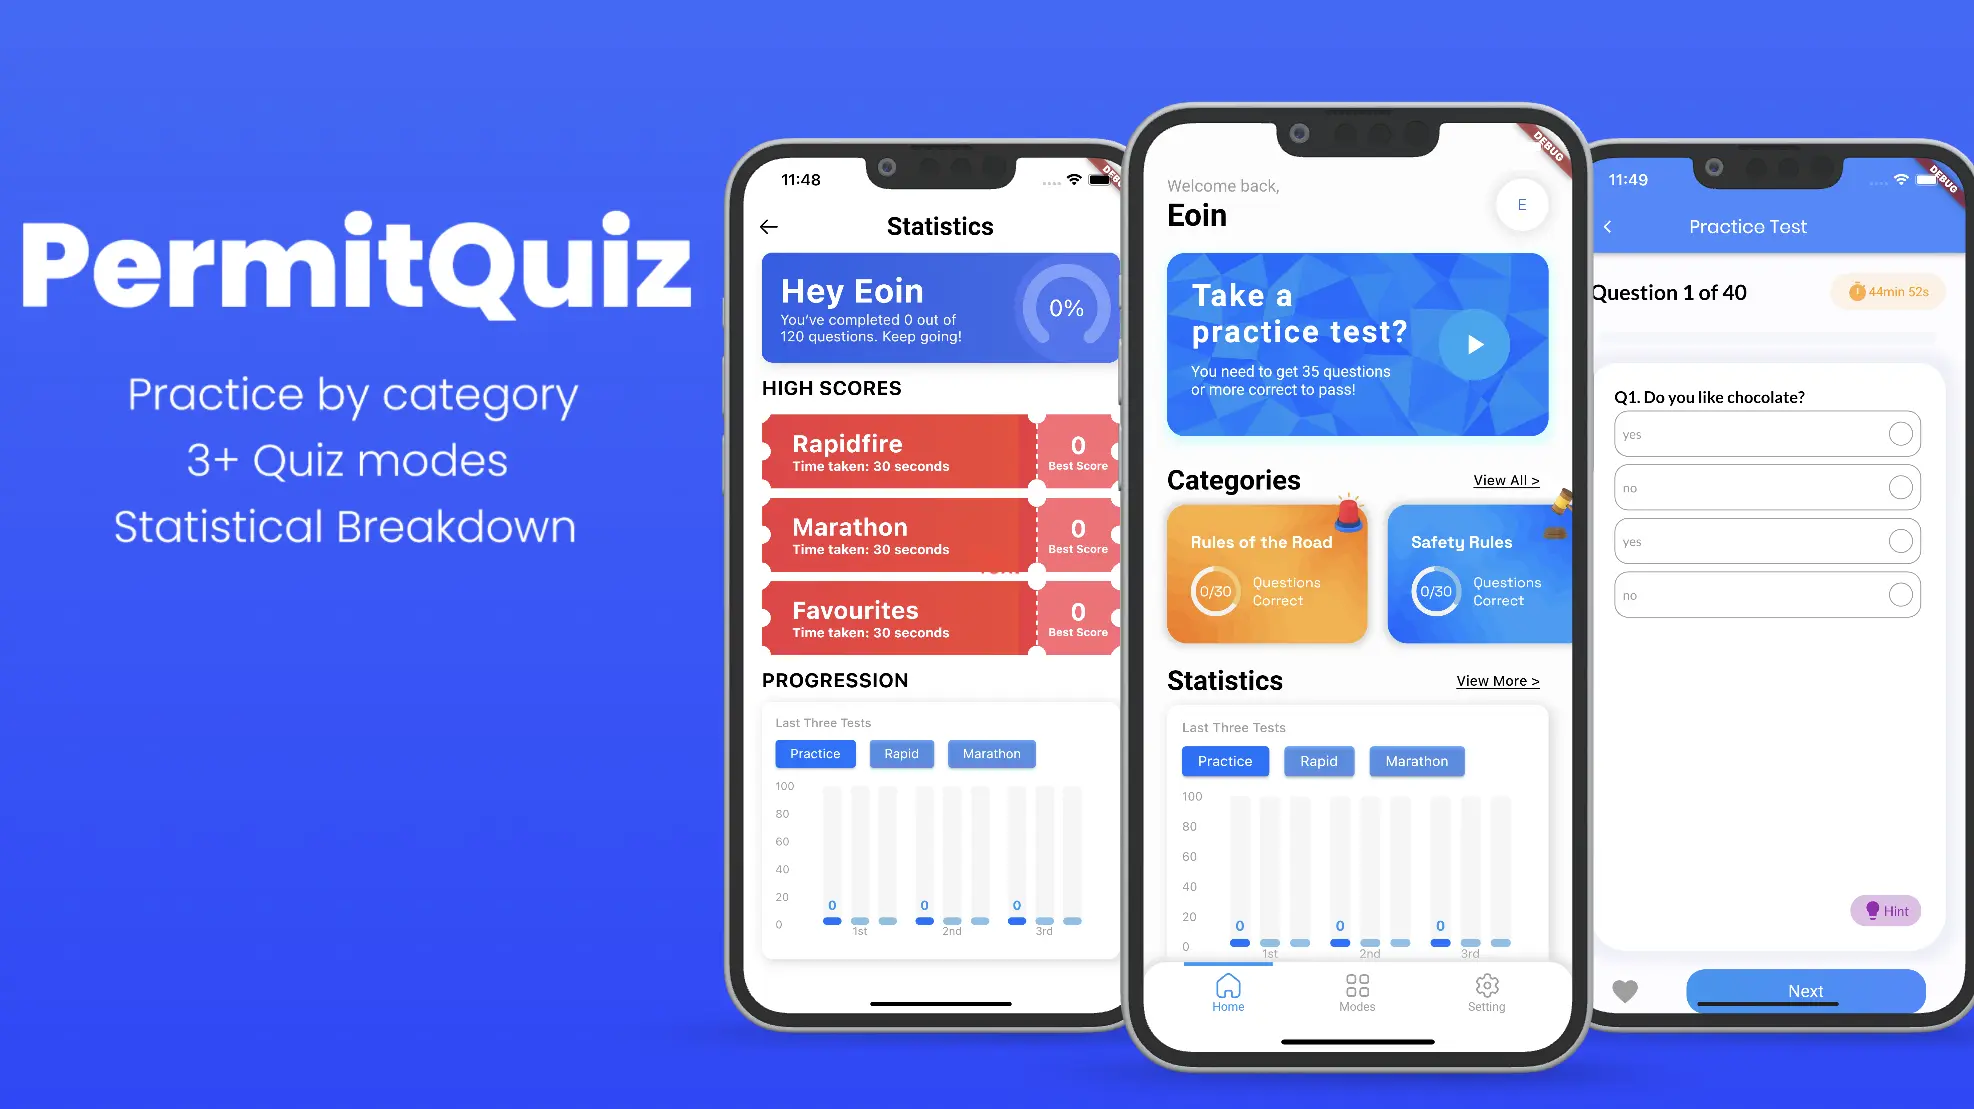 PermitQuiz
Practice by category
3+ Quiz modes
Statistical Breakdown
11:48
Statistics
Hey Eoin
You've completed 0 out of
120 questions. Keep going!
0%
HIGH SCORES
Rapidfire
Time taken: 30 seconds
0
Best Score
Marathon
Time taken: 30 seconds
0
Best Score
Favourites
Time taken: 30 seconds
0
Best Score
PROGRESSION
Last Three Tests
Practice Rapid Marathon
100
80
60
40
20
0
0 0 0
1st 2nd 3rd
DEBUG
Welcome back,
Eoin
E
Take a
practice test?
You need to get 35 questions
or more correct to pass!
Categories
View All >
Rules of the Road
0/30
Questions
Correct
Safety Rules
0/30
Questions
Correct
Statistics
View More >
Last Three Tests
Practice Rapid Marathon
100
80
60
40
20
0
0 0 0
1st 2nd 3rd
Home Modes Setting
11:49
DEBUG
Practice Test
Question 1 of 40
44min 52s
Q1. Do you like chocolate?
yes
no
yes
no
Hint
Next